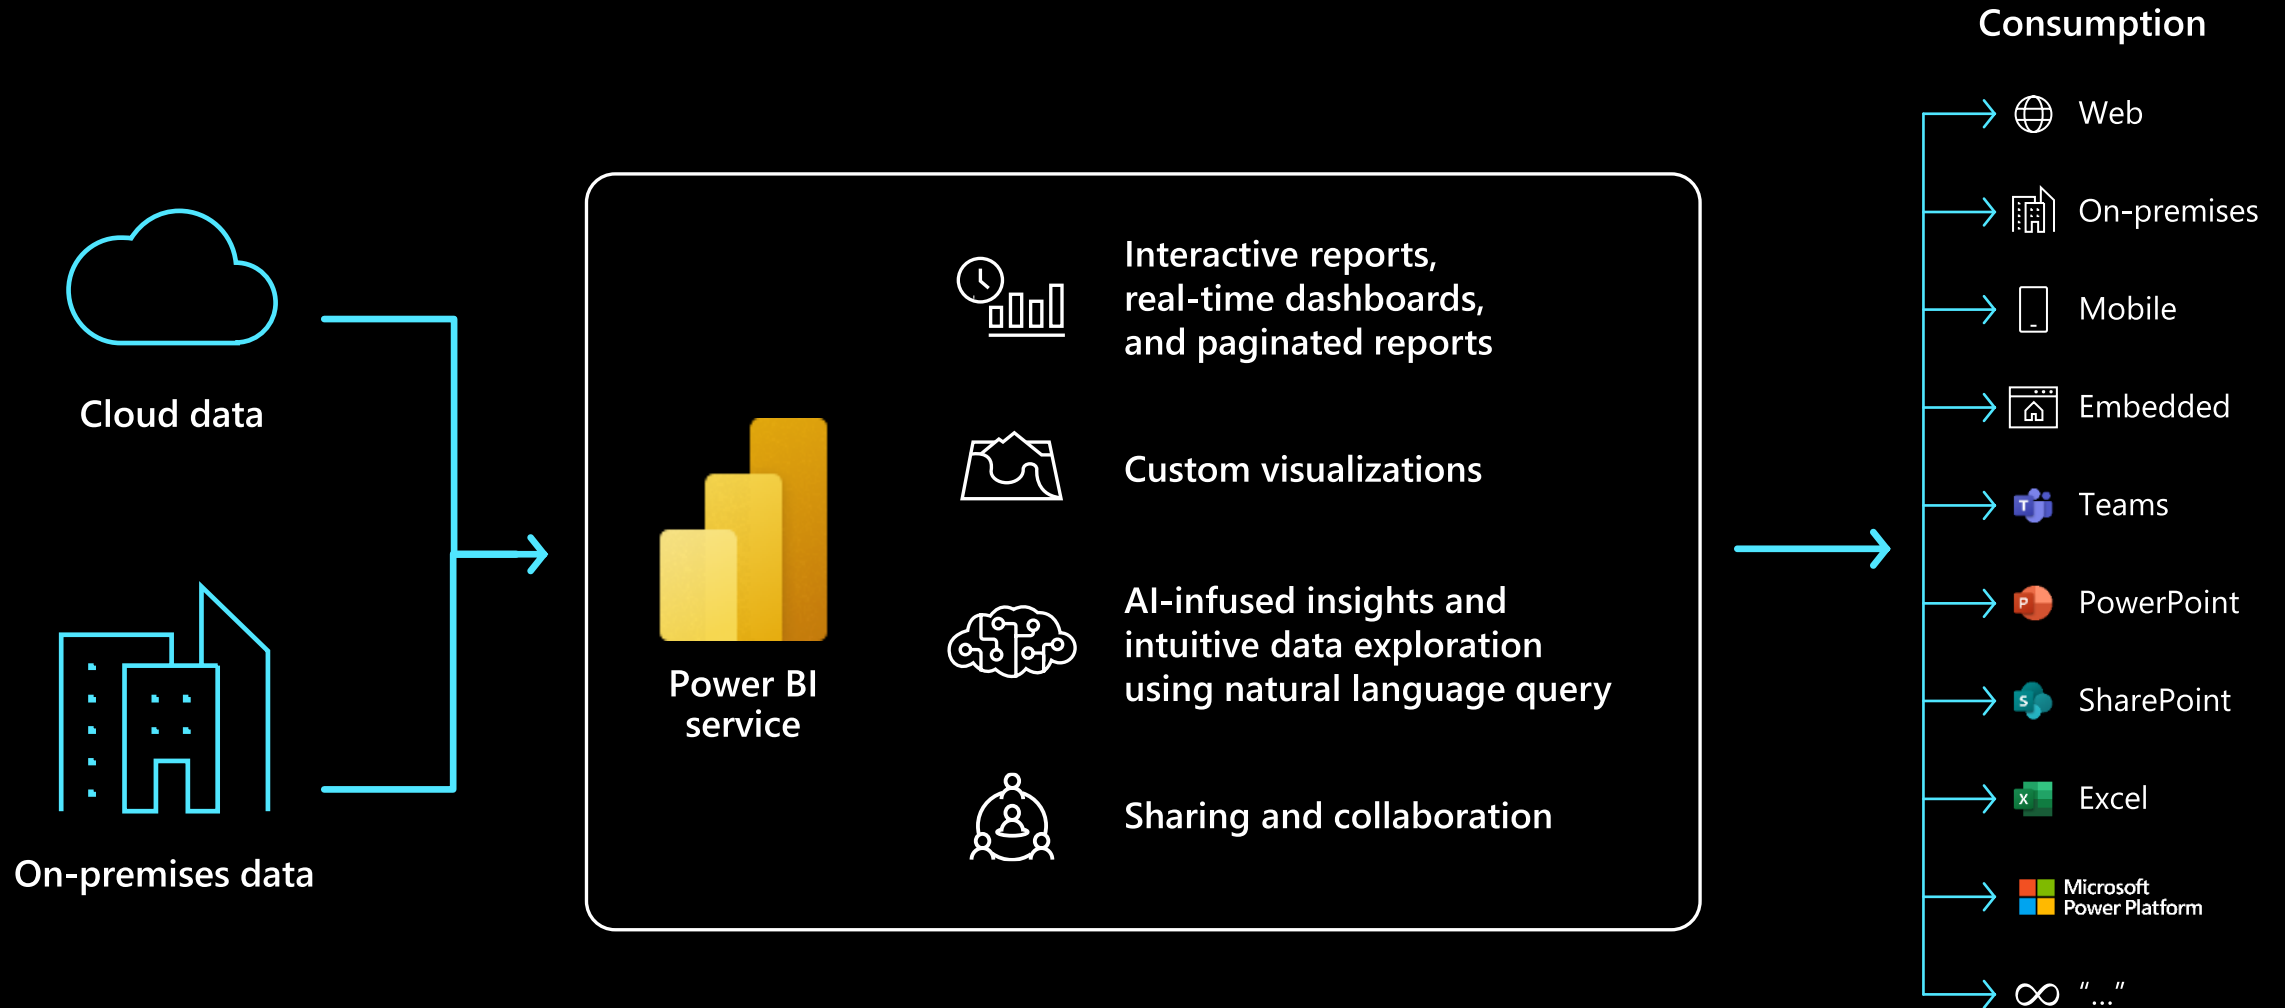 Consumption
Cloud data
On-premises data
Power BI
service
Interactive reports,
real-time dashboards,
and paginated reports
Custom visualizations
AI-infused insights and
intuitive data exploration
using natural language query
Sharing and collaboration
Web
On-premises
Mobile
Embedded
T Teams
P PowerPoint
S SharePoint
X Excel
Microsoft
Power Platform
“...”